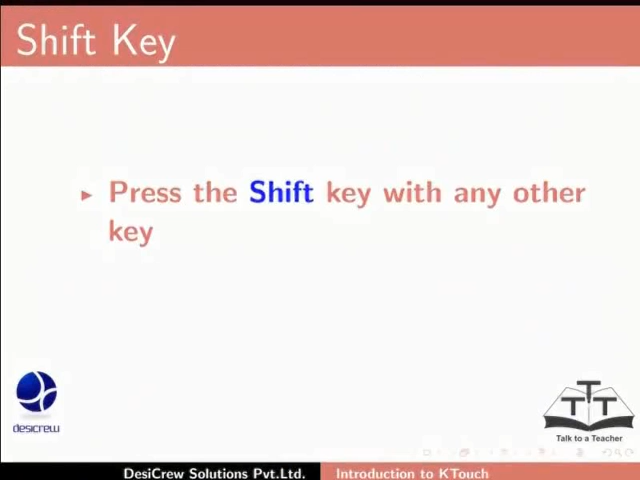 Shift Key
▸ Press the Shift key with any other
key
desicrew
TTT
Talk to a Teacher
DesiCrew Solutions Pvt.Ltd. Introduction to KTouch